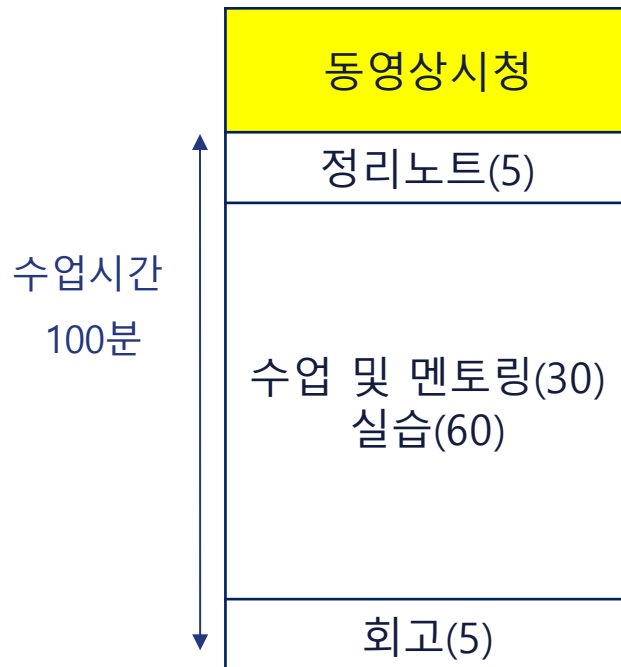 동영상시청
정리노트(5)
수업시간
100분
수업 및 멘토링(30)
실습(60)
회고(5)